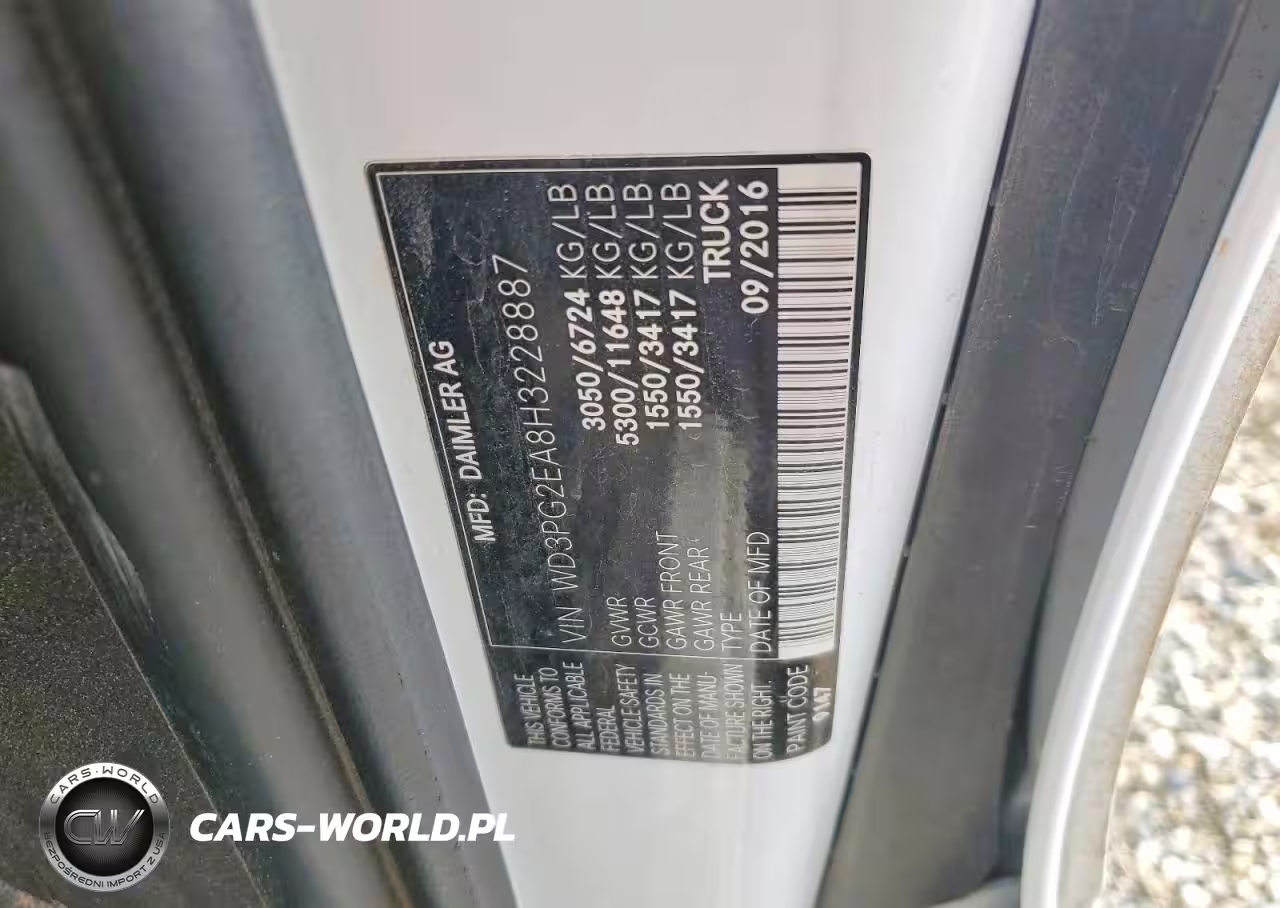 MFD: DAIMLER AG
VIN WD3PG2EA8H3228887
GVWR 3050/6724 KG/LB
GCWR 5300/11648 KG/LB
GAWR FRONT 1550/3417 KG/LB
GAWR REAR 1550/3417 KG/LB
TYPE TRUCK
DATE OF MFD 09/2016
THIS VEHICLE
CONFORMS TO
ALL APPLICABLE
FEDERAL
VEHICLE SAFETY
STANDARDS IN
EFFECT ON THE
DATE OF MANU-
FACTURE SHOWN
ON THE RIGHT
PAINT CODE
9147
CARS-WORLD
CW
BEZPOŚREDNI IMPORT Z USA
CARS-WORLD.PL